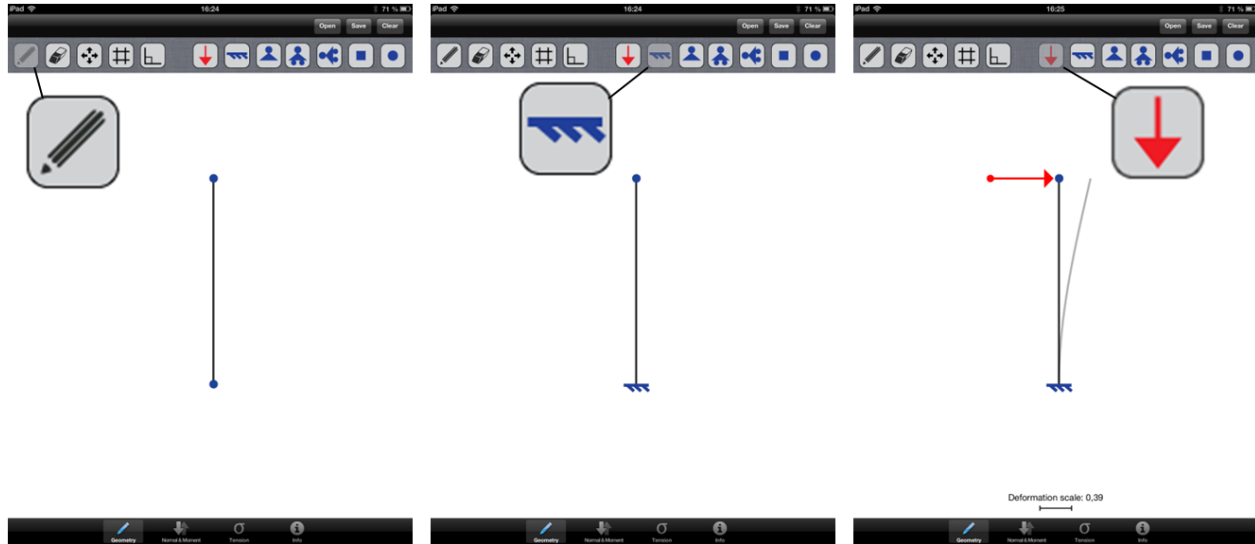 iPad 16:24 71 %
Open Save Clear
Geometry Normal & Moment Tension Info
iPad 16:24 71 %
Open Save Clear
Geometry Normal & Moment Tension Info
iPad 16:25 71 %
Open Save Clear
Deformation scale: 0,39
Geometry Normal & Moment Tension Info